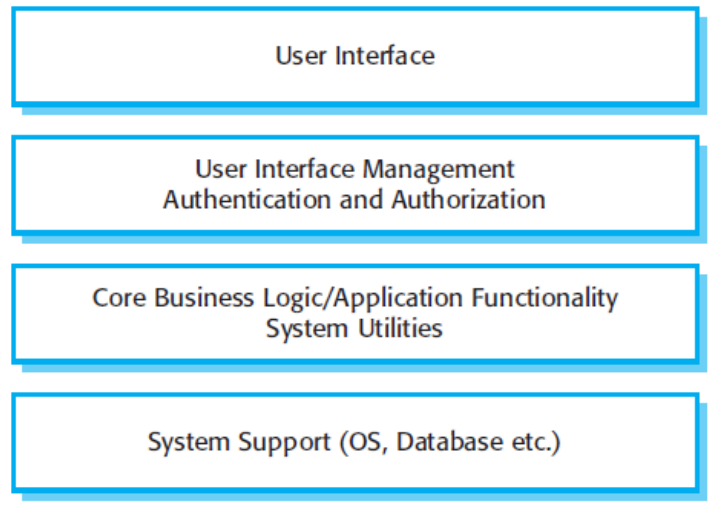 User Interface
User Interface Management
Authentication and Authorization
Core Business Logic/Application Functionality
System Utilities
System Support (OS, Database etc.)